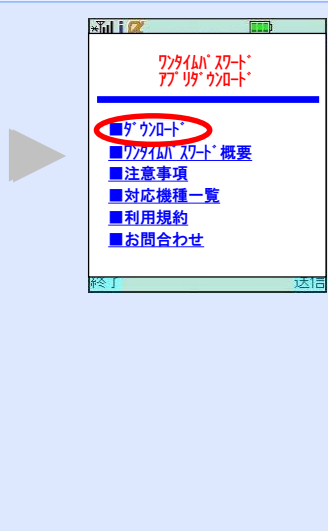 ﾜﾝﾀｲﾑﾊﾟｽﾜｰﾄﾞ
ｱﾌﾟﾘﾀﾞｳﾝﾛｰﾄﾞ
■ﾀﾞｳﾝﾛｰﾄﾞ
■ﾜﾝﾀｲﾑﾊﾟｽﾜｰﾄﾞ概要
■注意事項
■対応機種一覧
■利用規約
■お問合わせ
終了 送信